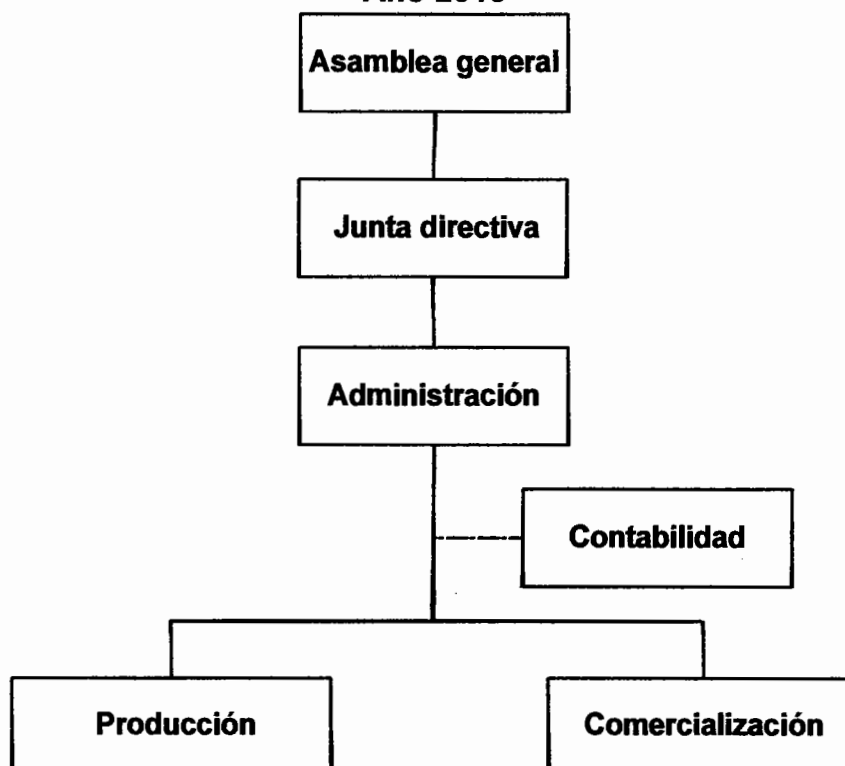 Asamblea general
Junta directiva
Administración
Contabilidad
Producción
Comercialización